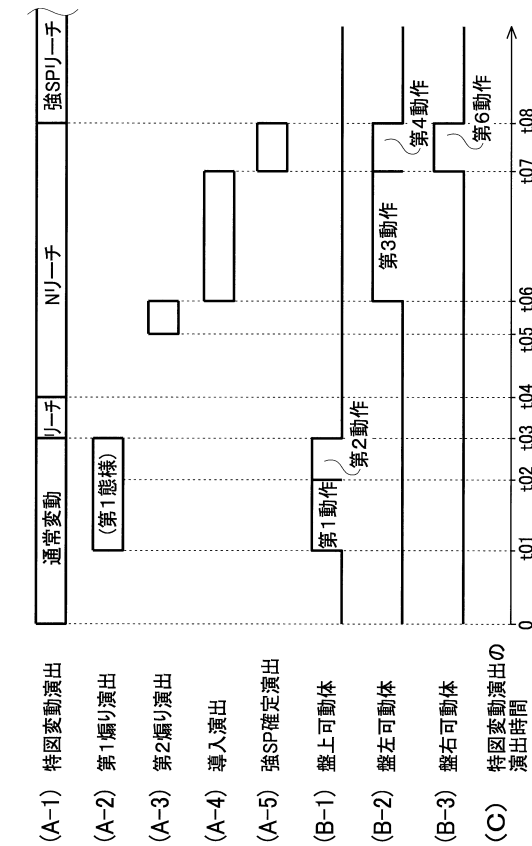 (A-1) 特図変動演出
通常変動
リーチ
Nリーチ
強SPリーチ
(A-2) 第1煽り演出
(第1態様)
(A-3) 第2煽り演出
(A-4) 導入演出
(A-5) 強SP確定演出
(B-1) 盤上可動体
第1動作
第2動作
(B-2) 盤左可動体
第3動作
第4動作
(B-3) 盤右可動体
第6動作
(C) 特図変動演出の
演出時間
0 t01 t02 t03 t04 t05 t06 t07 t08